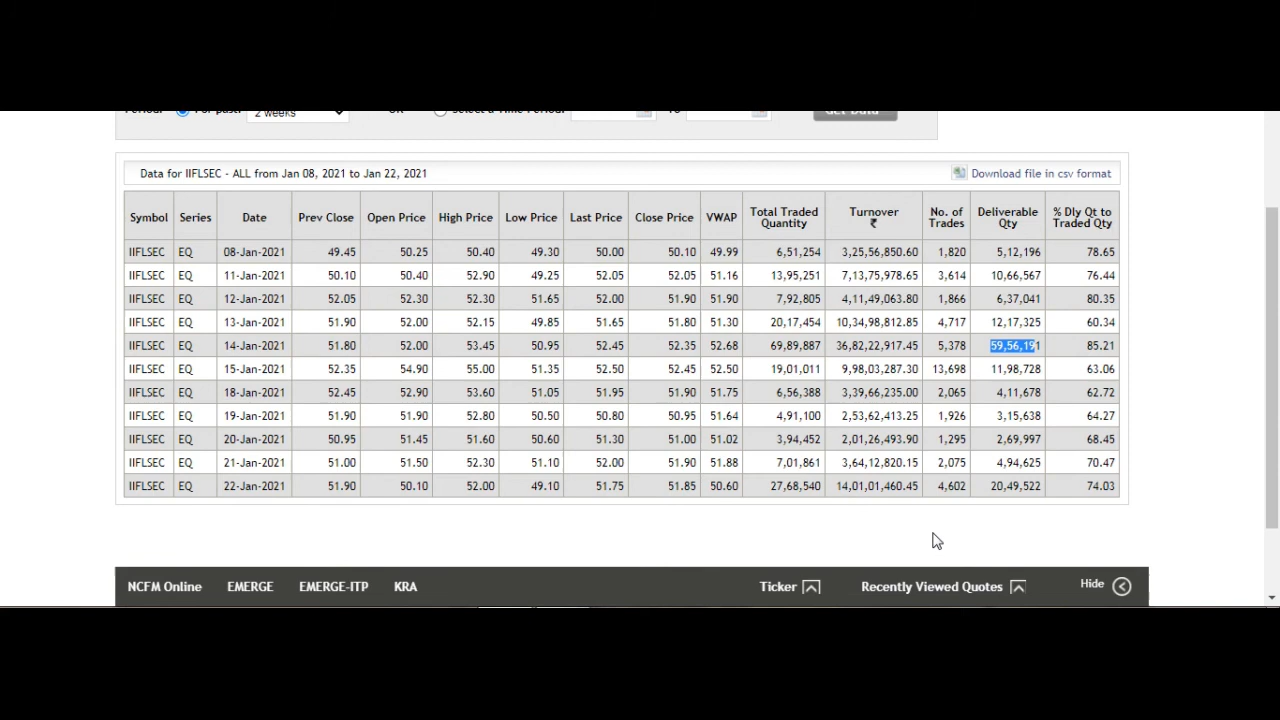 2 weeks
Data for IIFLSEC - ALL from Jan 08, 2021 to Jan 22, 2021 Download file in csv format
Symbol Series Date Prev Close Open Price High Price Low Price Last Price Close Price VWAP Total Traded Quantity Turnover ₹ No. of Trades Deliverable Qty % Dly Qt to Traded Qty
IIFLSEC EQ 08-Jan-2021 49.45 50.25 50.40 49.30 50.00 50.10 49.99 6,51,254 3,25,56,850.60 1,820 5,12,196 78.65
IIFLSEC EQ 11-Jan-2021 50.10 50.40 52.90 49.25 52.05 52.05 51.16 13,95,251 7,13,75,978.65 3,614 10,66,567 76.44
IIFLSEC EQ 12-Jan-2021 52.05 52.30 52.30 51.65 52.00 51.90 51.90 7,92,805 4,11,49,063.80 1,866 6,37,041 80.35
IIFLSEC EQ 13-Jan-2021 51.90 52.00 52.15 49.85 51.65 51.80 51.30 20,17,454 10,34,98,812.85 4,717 12,17,325 60.34
IIFLSEC EQ 14-Jan-2021 51.80 52.00 53.45 50.95 52.45 52.35 52.68 69,89,887 36,82,22,917.45 5,378 59,56,191 85.21
IIFLSEC EQ 15-Jan-2021 52.35 54.90 55.00 51.35 52.50 52.45 52.50 19,01,011 9,98,03,287.30 13,698 11,98,728 63.06
IIFLSEC EQ 18-Jan-2021 52.45 52.90 53.60 51.05 51.95 51.90 51.75 6,56,388 3,39,66,235.00 2,065 4,11,678 62.72
IIFLSEC EQ 19-Jan-2021 51.90 51.90 52.80 50.50 50.80 50.95 51.64 4,91,100 2,53,62,413.25 1,926 3,15,638 64.27
IIFLSEC EQ 20-Jan-2021 50.95 51.45 51.60 50.60 51.30 51.00 51.02 3,94,452 2,01,26,493.90 1,295 2,69,997 68.45
IIFLSEC EQ 21-Jan-2021 51.00 51.50 52.30 51.10 52.00 51.90 51.88 7,01,861 3,64,12,820.15 2,075 4,94,625 70.47
IIFLSEC EQ 22-Jan-2021 51.90 50.10 52.00 49.10 51.75 51.85 50.60 27,68,540 14,01,01,460.45 4,602 20,49,522 74.03
NCFM Online EMERGE EMERGE-ITP KRA Ticker Recently Viewed Quotes Hide